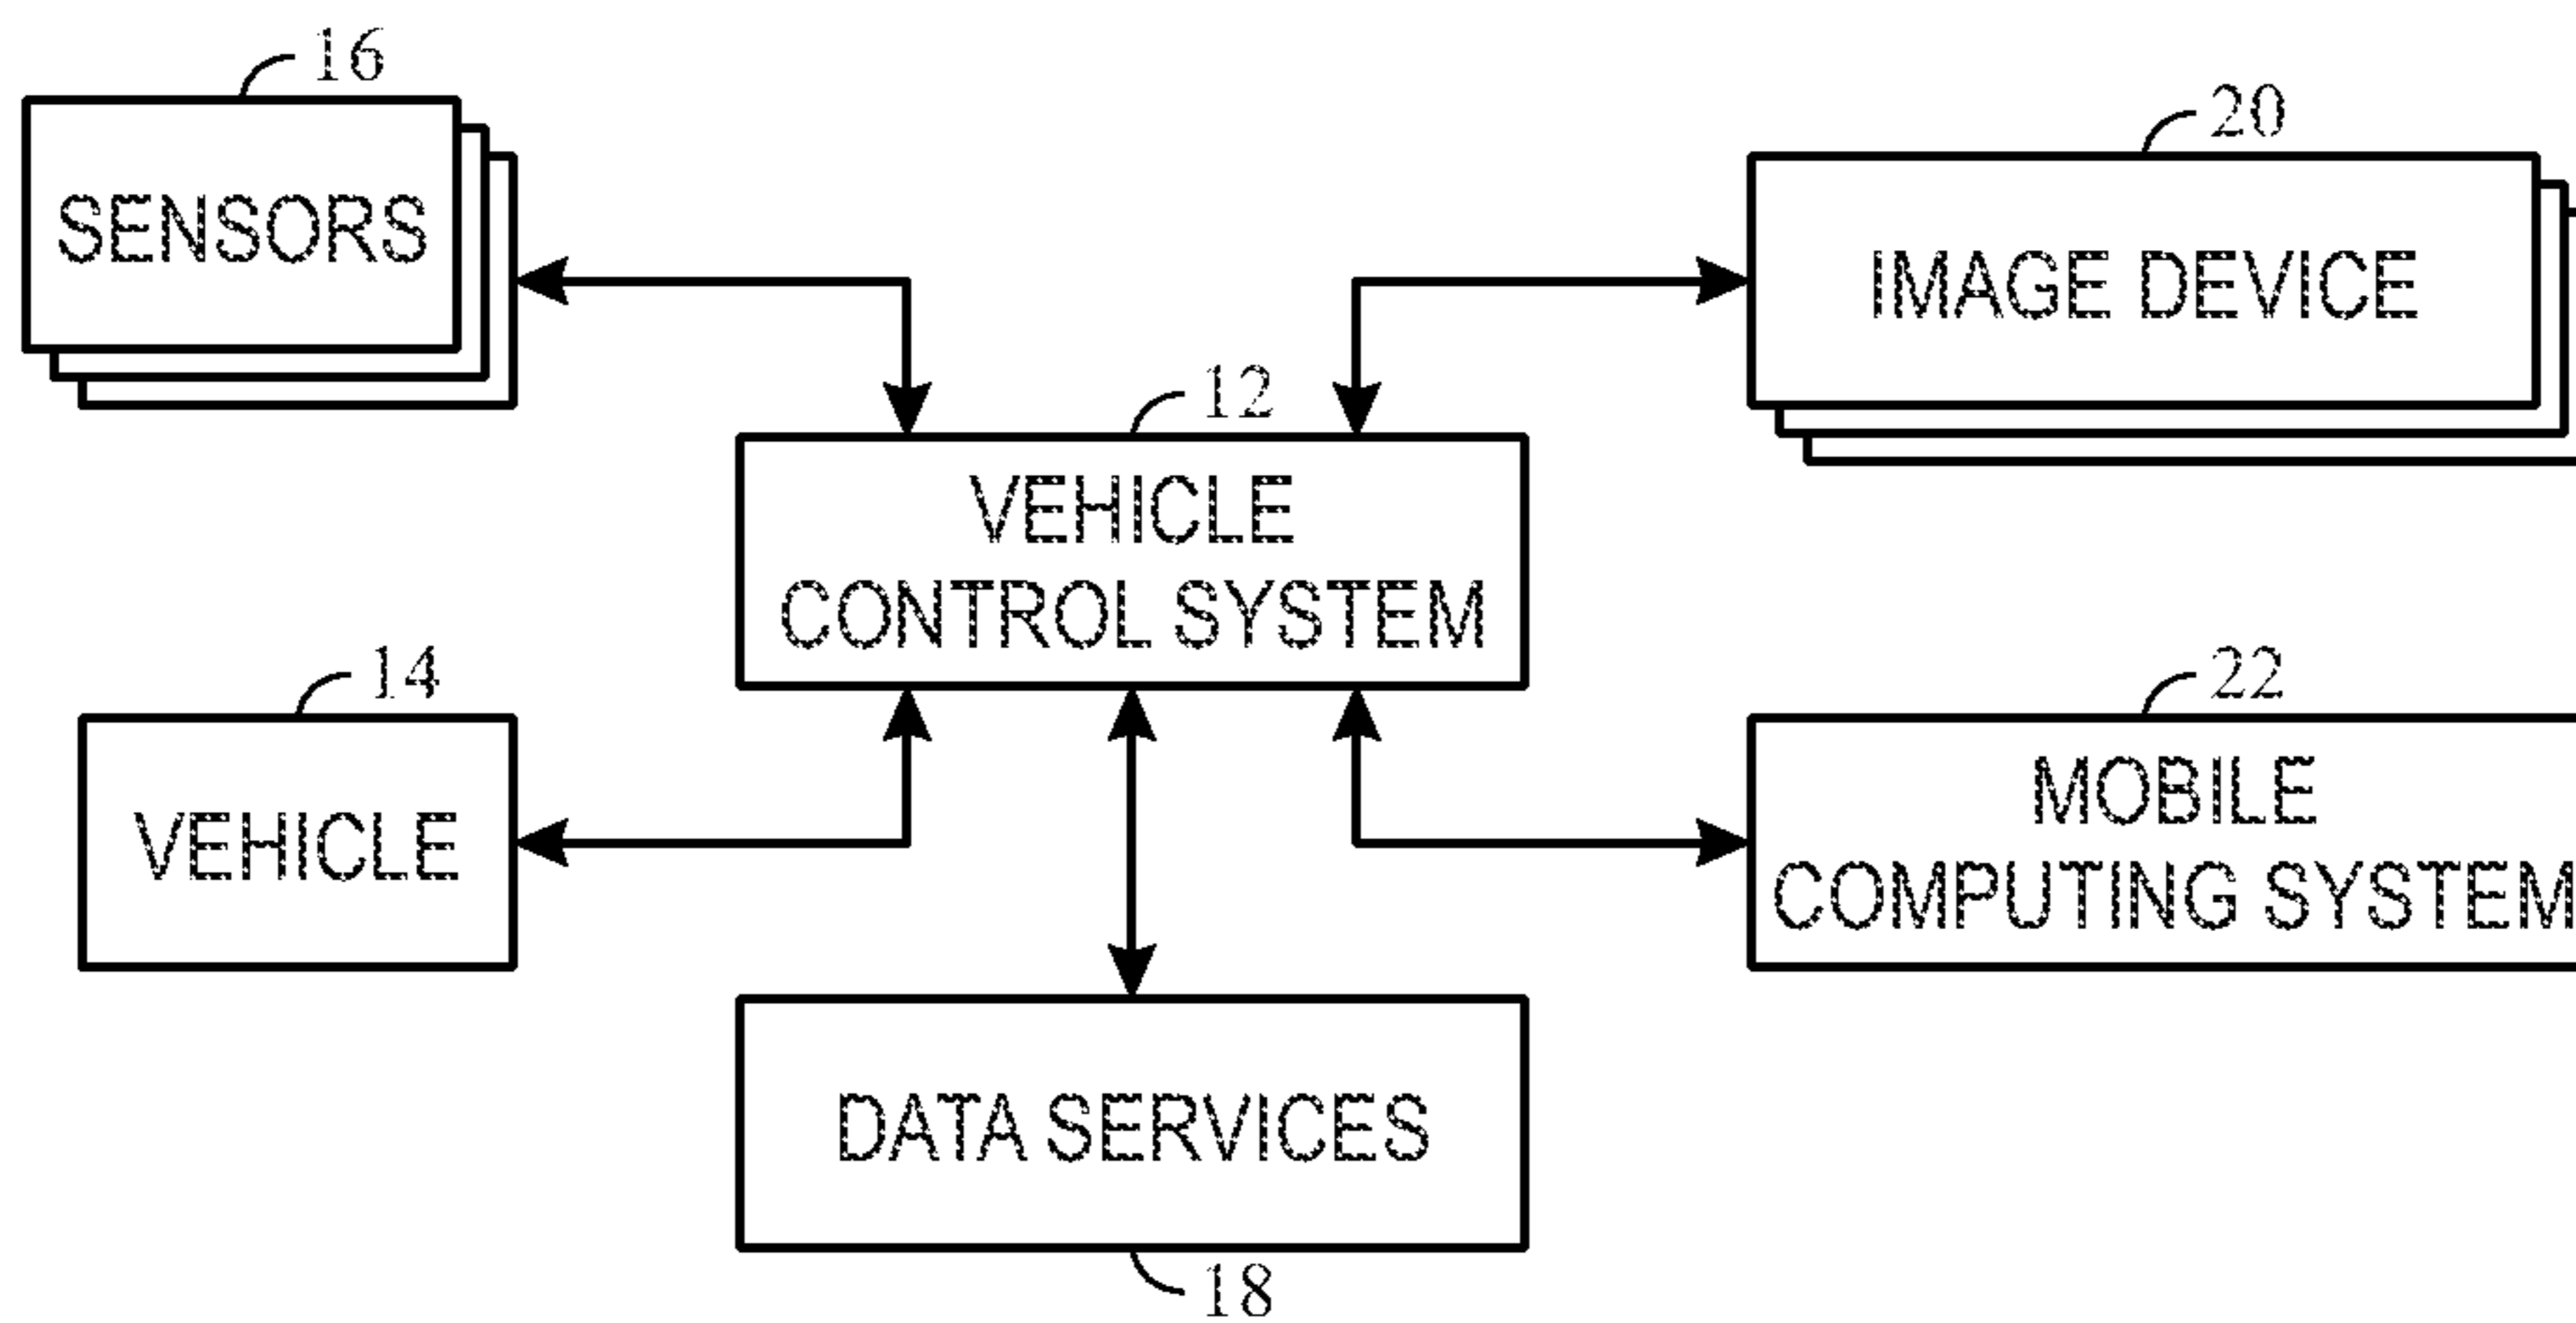 16
SENSORS
20
IMAGE DEVICE
12
VEHICLE
CONTROL SYSTEM
14
VEHICLE
22
MOBILE
COMPUTING SYSTEM
DATA SERVICES
18